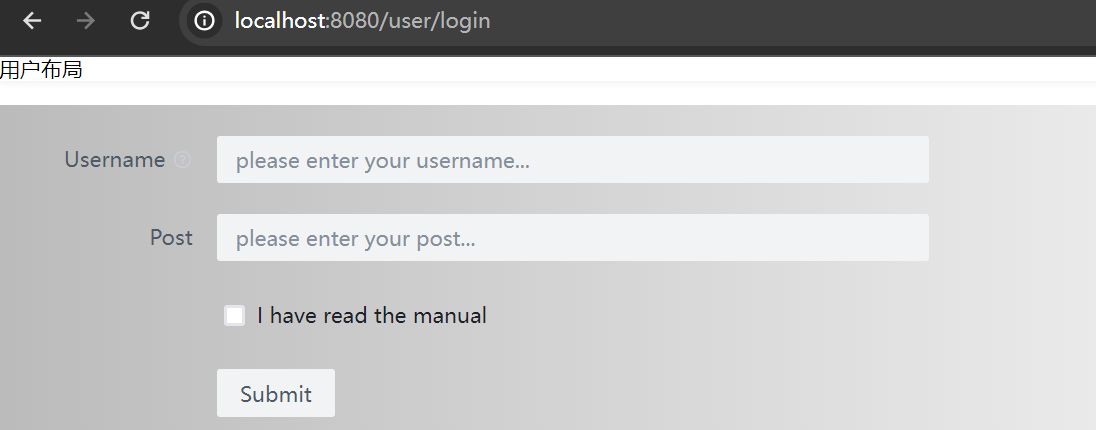 localhost:8080/user/login
用户布局
Username
please enter your username...
Post
please enter your post...
I have read the manual
Submit